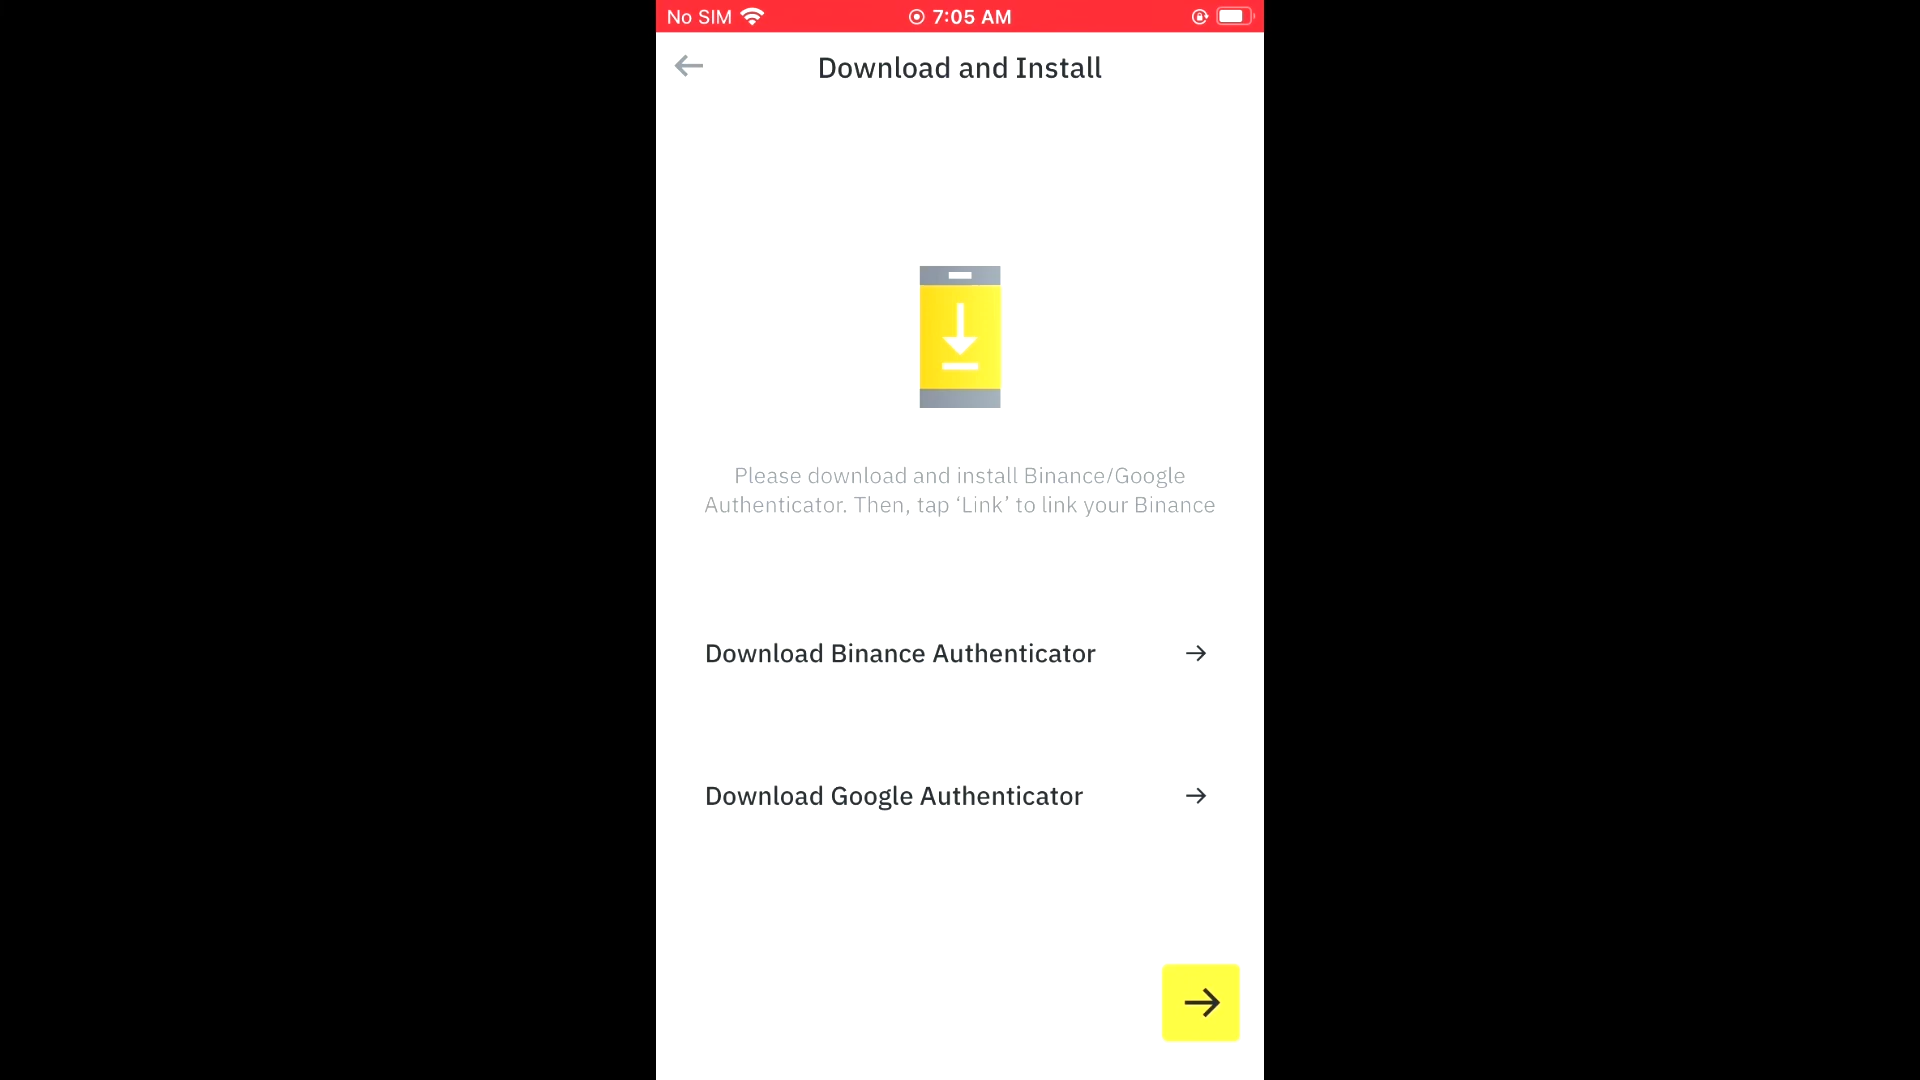 No SIM 7:05 AM
Download and Install
Please download and install Binance/Google
Authenticator. Then, tap ‘Link’ to link your Binance
Download Binance Authenticator
Download Google Authenticator